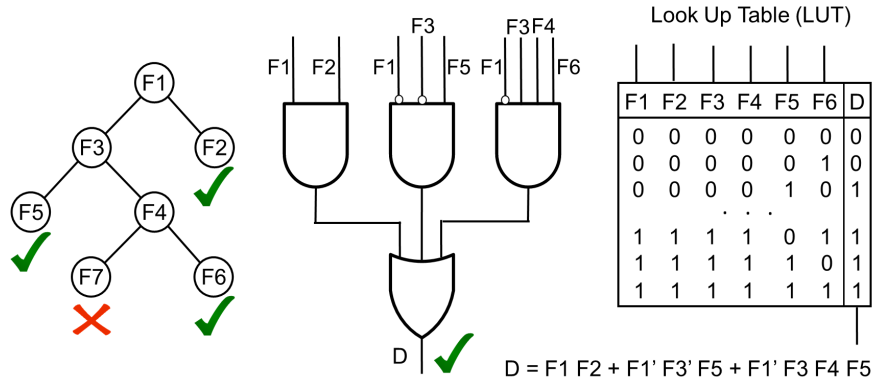 F1
F3
F2
F5
F4
F7
F6
F3
F3F4
F1
F2
F1
F5
F1
F6
D
Look Up Table (LUT)
F1 F2 F3 F4 F5 F6 D
0 0 0 0 0 0 0
0 0 0 0 0 1 0
0 0 0 0 1 0 1
. . .
1 1 1 1 0 1 1
1 1 1 1 1 0 1
1 1 1 1 1 1 1
D = F1 F2 + F1' F3' F5 + F1' F3 F4 F5